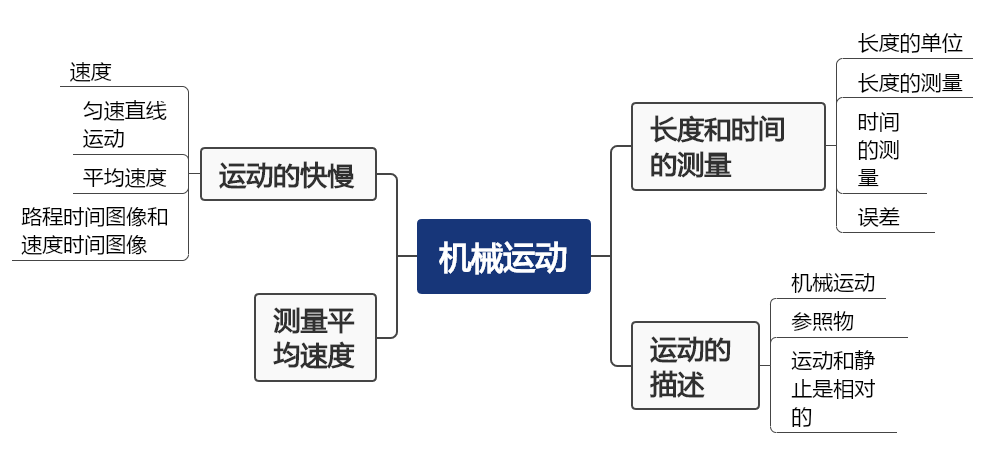 机械运动
长度和时间
的测量
长度的单位
长度的测量
时间
的测
量
误差
运动的
描述
机械运动
参照物
运动和静
止是相对
的
运动的快慢
速度
匀速直线
运动
平均速度
路程时间图像和
速度时间图像
测量平
均速度